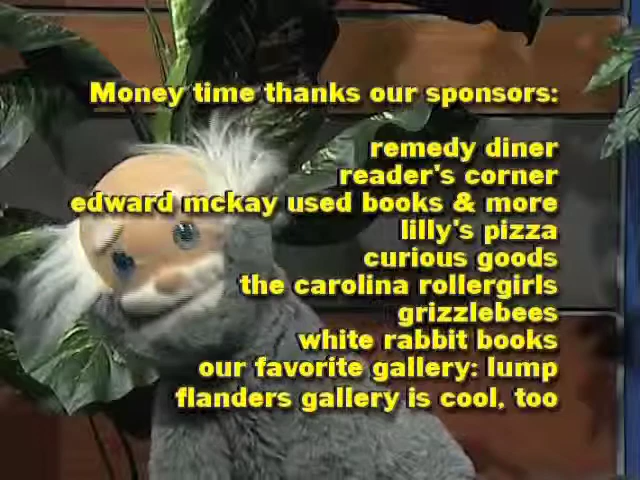 Money time thanks our sponsors:
remedy diner
reader's corner
edward mckay used books & more
lilly's pizza
curious goods
the carolina rollergirls
grizzlebees
white rabbit books
our favorite gallery: lump
flanders gallery is cool, too